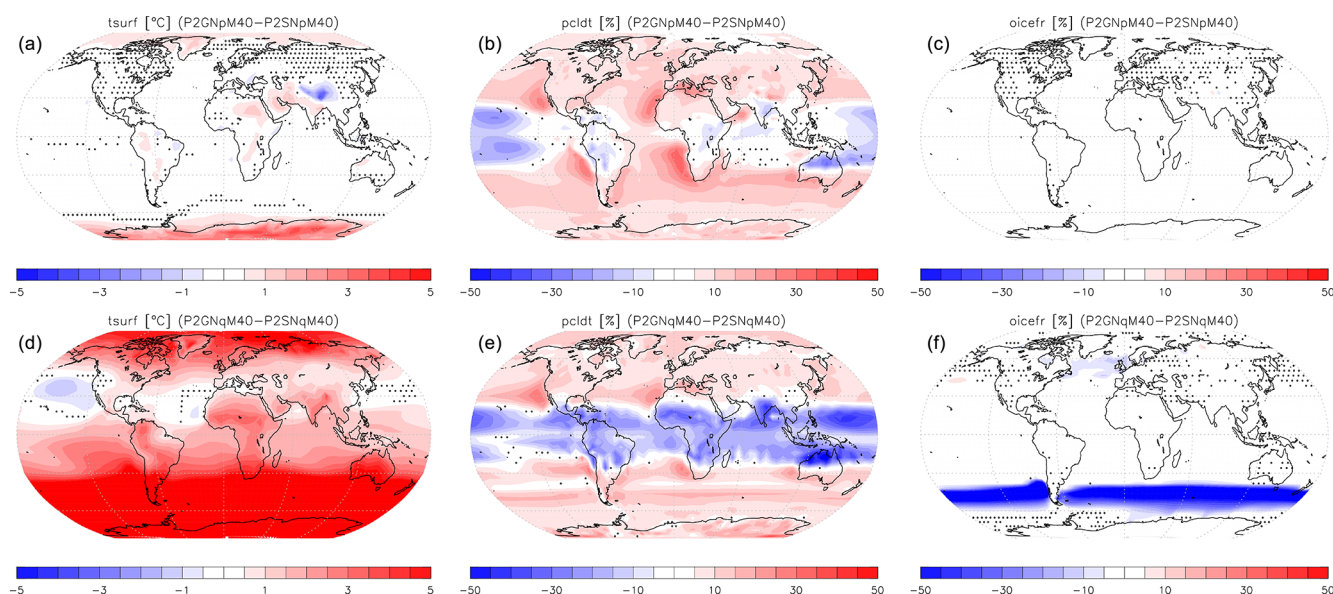 (a) tsurf [°C] (P2GNpM40–P2SNpM40)
(b) pcldt [%] (P2GNpM40–P2SNpM40)
(c) oicefr [%] (P2GNpM40–P2SNpM40)
-5 -3 -1 1 3 5
-50 -30 -10 10 30 50
-50 -30 -10 10 30 50
(d) tsurf [°C] (P2GNqM40–P2SNqM40)
(e) pcldt [%] (P2GNqM40–P2SNqM40)
(f) oicefr [%] (P2GNqM40–P2SNqM40)
-5 -3 -1 1 3 5
-50 -30 -10 10 30 50
-50 -30 -10 10 30 50